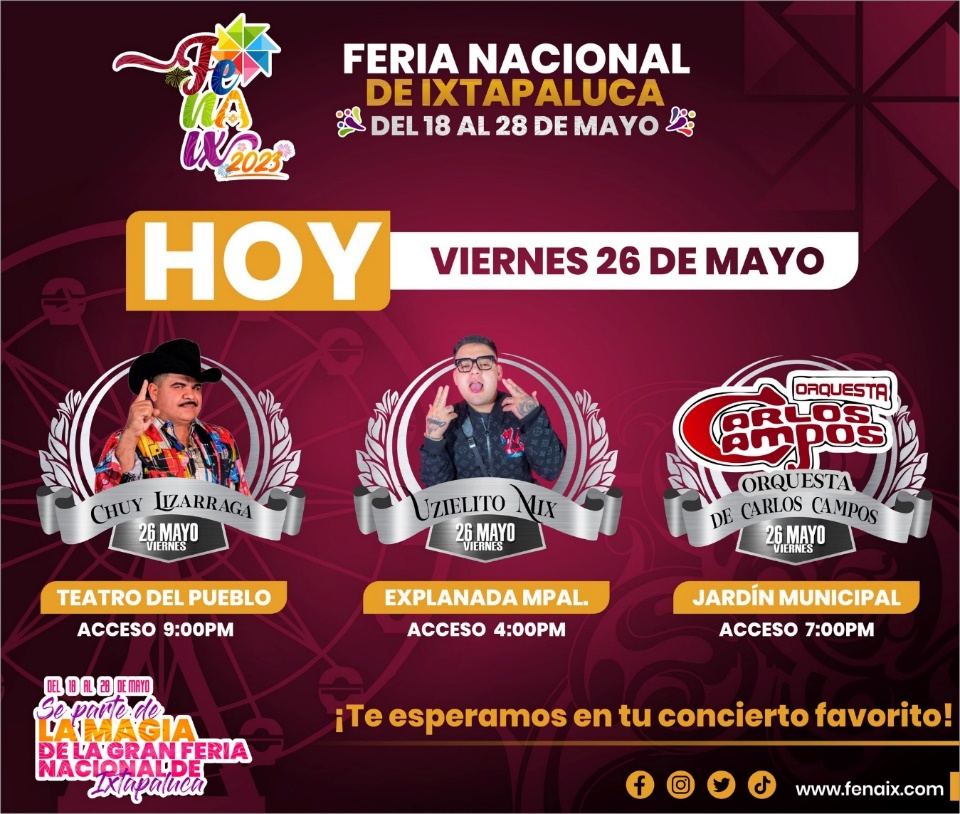 FeNAIX
2023
FERIA NACIONAL
DE IXTAPALUCA
DEL 18 AL 28 DE MAYO
HOY
VIERNES 26 DE MAYO
CHUY LIZARRAGA
26 MAYO
VIERNES
TEATRO DEL PUEBLO
ACCESO 9:00PM
UZIELITO MIX
26 MAYO
VIERNES
EXPLANADA MPAL.
ACCESO 4:00PM
ORQUESTA
CARLOS
CAMPOS
ORQUESTA
DE CARLOS CAMPOS
26 MAYO
VIERNES
JARDÍN MUNICIPAL
ACCESO 7:00PM
DEL 18 AL 28 DE MAYO
Se parte de
LA MAGIA
DE LA GRAN FERIA
NACIONAL DE
Ixtapaluca
¡Te esperamos en tu concierto favorito!
www.fenaix.com